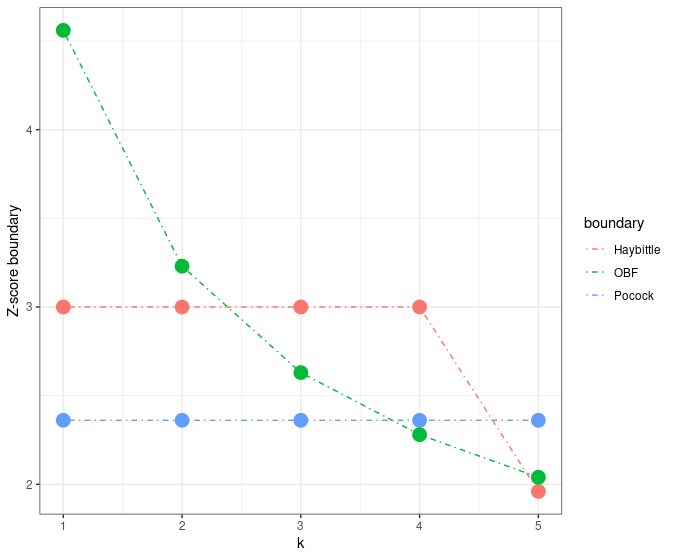 Z-score boundary
4
3
2
1 2 3 4 5
k
boundary
Haybittle
OBF
Pocock